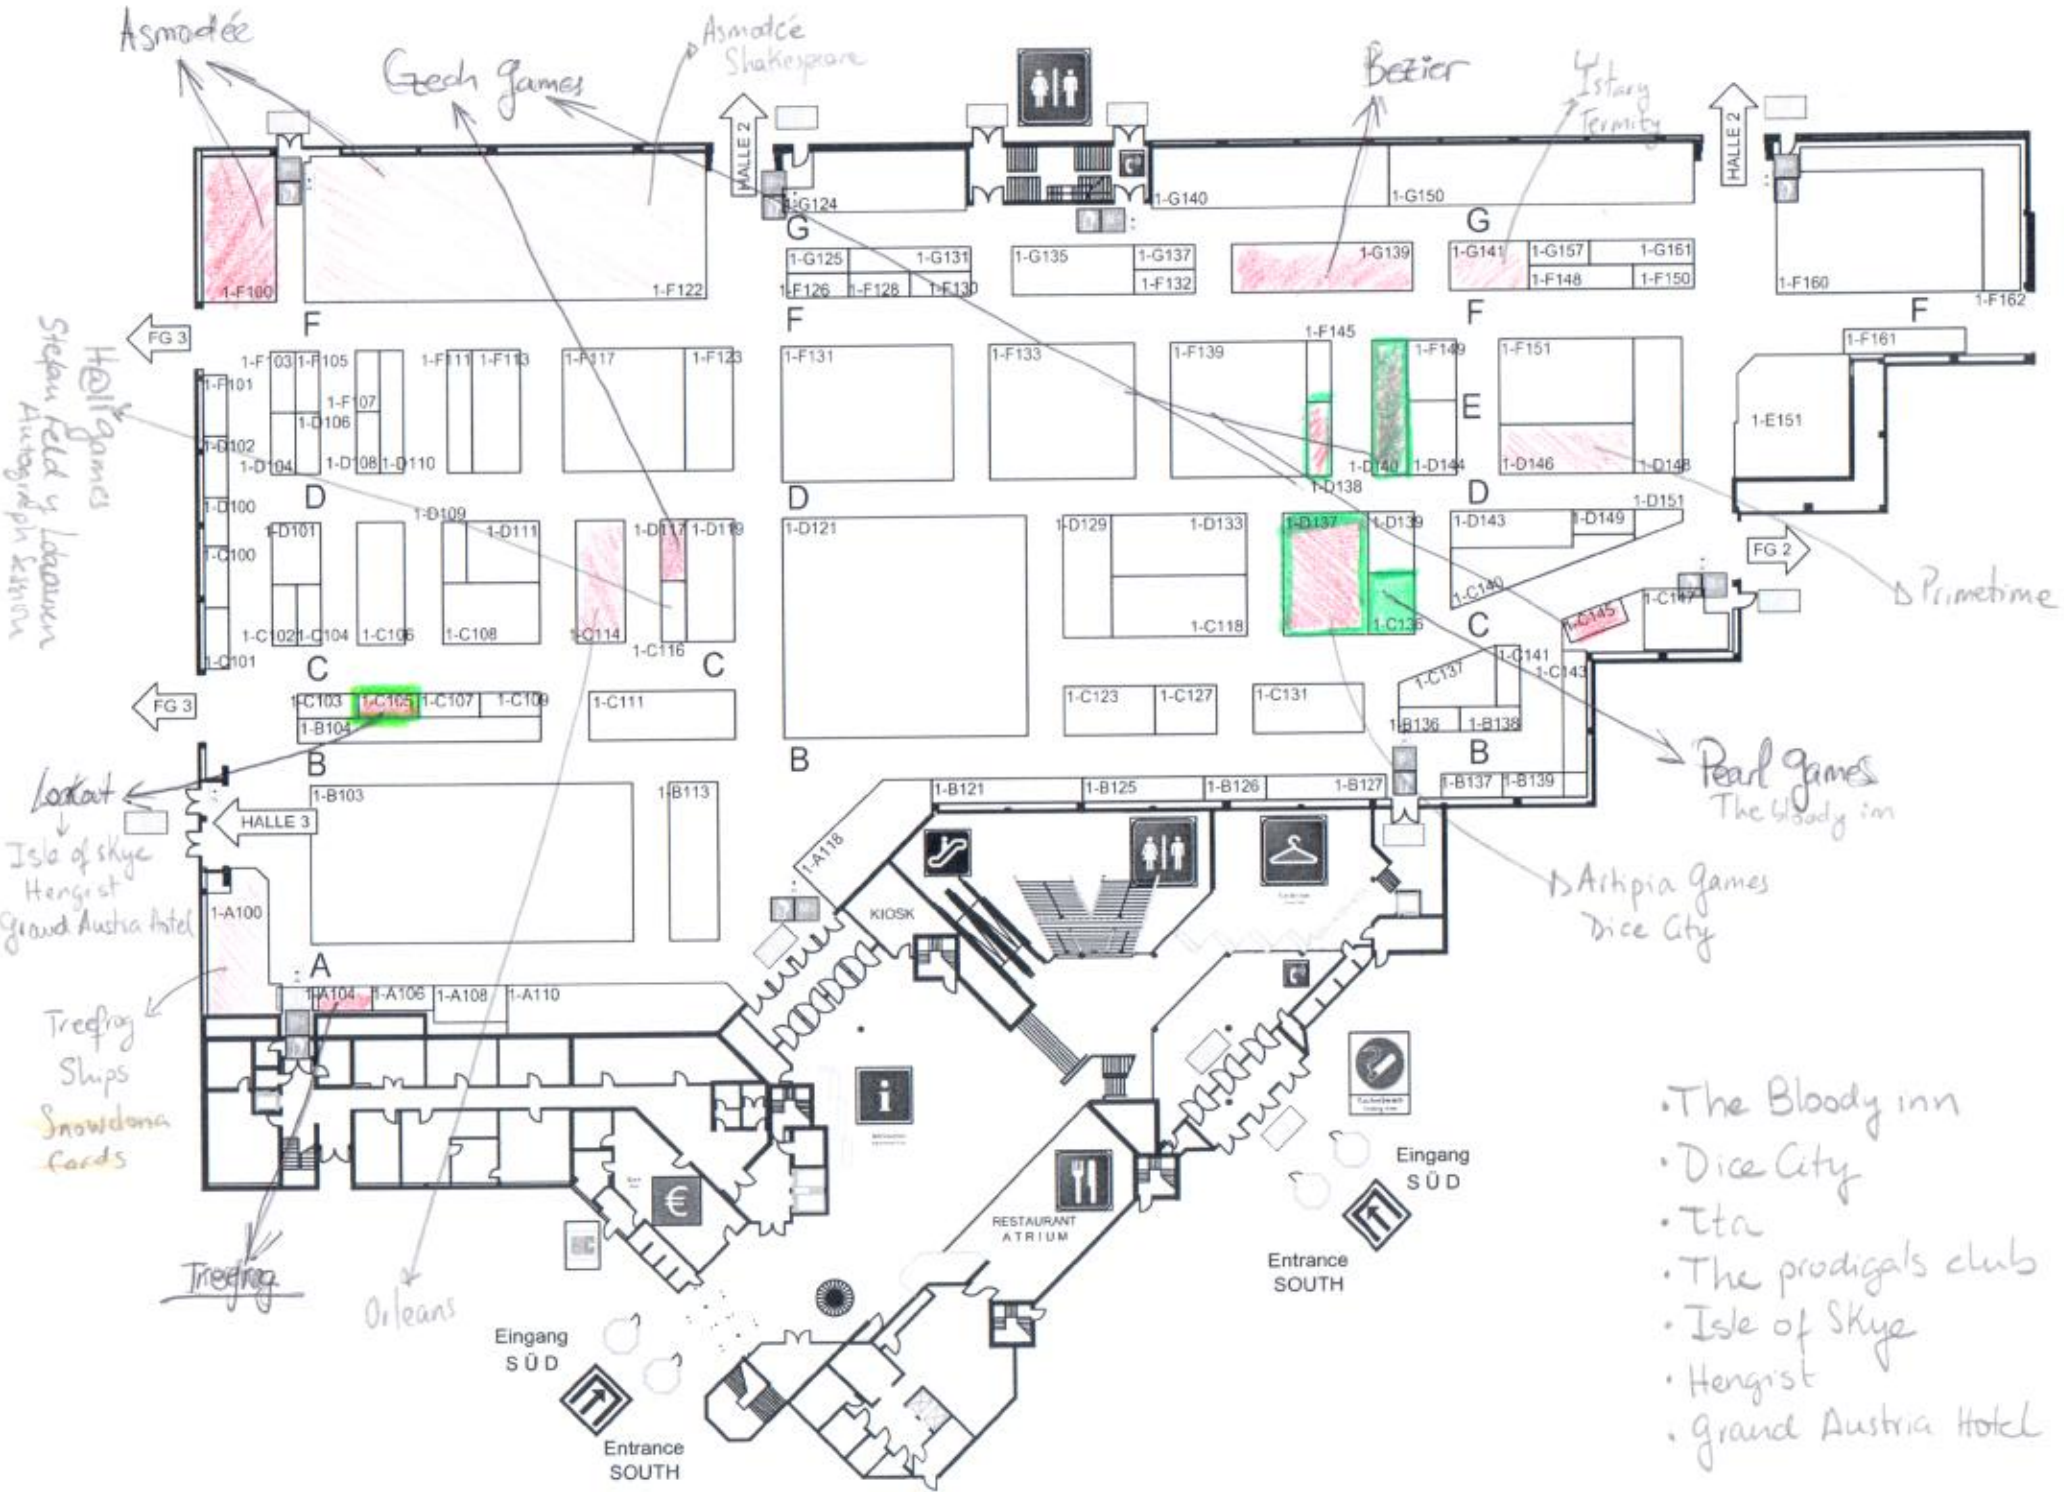 Asmodée
Czech Games
Asmodée
Shakespeare
Bezier
Ystary
HALLE 2
HALLE 2
1-G124
1-G140
1-G150
G
G
1-F100
1-F122
1-G125
1-G131
1-F126
1-F128
1-F130
1-G135
1-G137
1-F132
1-G139
1-G141
1-G157
1-G161
1-F148
1-F150
1-F160
1-F162
F
F
F
F
FG 3
H@ll games
Stefan Feld y
Autograph session
1-F101
1-F103
1-F105
1-F107
1-D106
1-D104
1-D108
1-D110
1-F111
1-F113
1-F117
1-F123
1-F131
1-F133
1-F139
1-F145
1-D138
1-D140
1-F149
1-D144
E
1-F151
1-D146
1-D148
1-F161
1-E151
1-D102
D
D
D
1-D100
1-D101
1-D109
1-D111
1-D117
1-D119
1-D121
1-D129
1-D133
1-D137
1-D139
1-D143
1-D149
1-D151
FG 2
1-C100
Primetime
1-C101
1-C102
1-C104
1-C106
1-C108
1-C114
1-C116
1-C118
1-C136
1-C140
1-C145
1-C147
C
C
C
FG 3
1-C103
1-C105
1-C107
1-C109
1-B104
1-C111
1-C123
1-C127
1-C131
1-C137
1-C141
1-C143
1-B136
1-B138
B
B
B
Lookout
Isle of Skye
Hengist
Grand Austria Hotel
HALLE 3
1-B103
1-B113
1-B121
1-B125
1-B126
1-B127
1-B137
1-B139
Pearl Games
The bloody inn
1-A118
KIOSK
Artipia Games
Dice City
1-A100
A
1-A104
1-A106
1-A108
1-A110
Treefrog
Ships
Snowdonia
Cards
Treefrog
Orleans
i
€
RESTAURANT
ATRIUM
Eingang
SÜD
Entrance
SOUTH
Eingang
SÜD
Entrance
SOUTH
• The Bloody inn
• Dice City
• Tta
• The prodigals club
• Isle of Skye
• Hengist
• Grand Austria Hotel